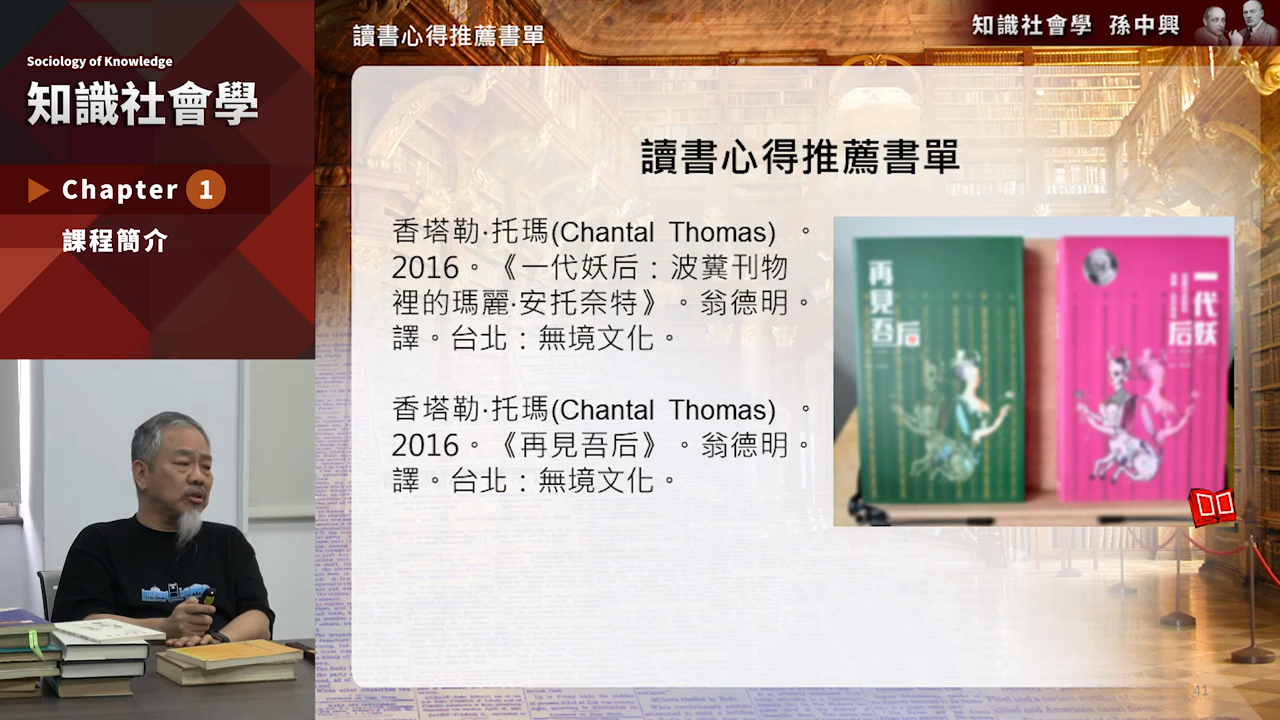 Sociology of Knowledge
知識社會學
Chapter 1
課程簡介
讀書心得推薦書單
知識社會學 孫中興
讀書心得推薦書單
香塔勒·托瑪(Chantal Thomas) 。
2016。《一代妖后：波糞刊物
裡的瑪麗·安托奈特》。翁德明。
譯。台北：無境文化。
香塔勒·托瑪(Chantal Thomas) 。
2016。《再見吾后》。翁德明。
譯。台北：無境文化。
再見吾后
一代妖后
41